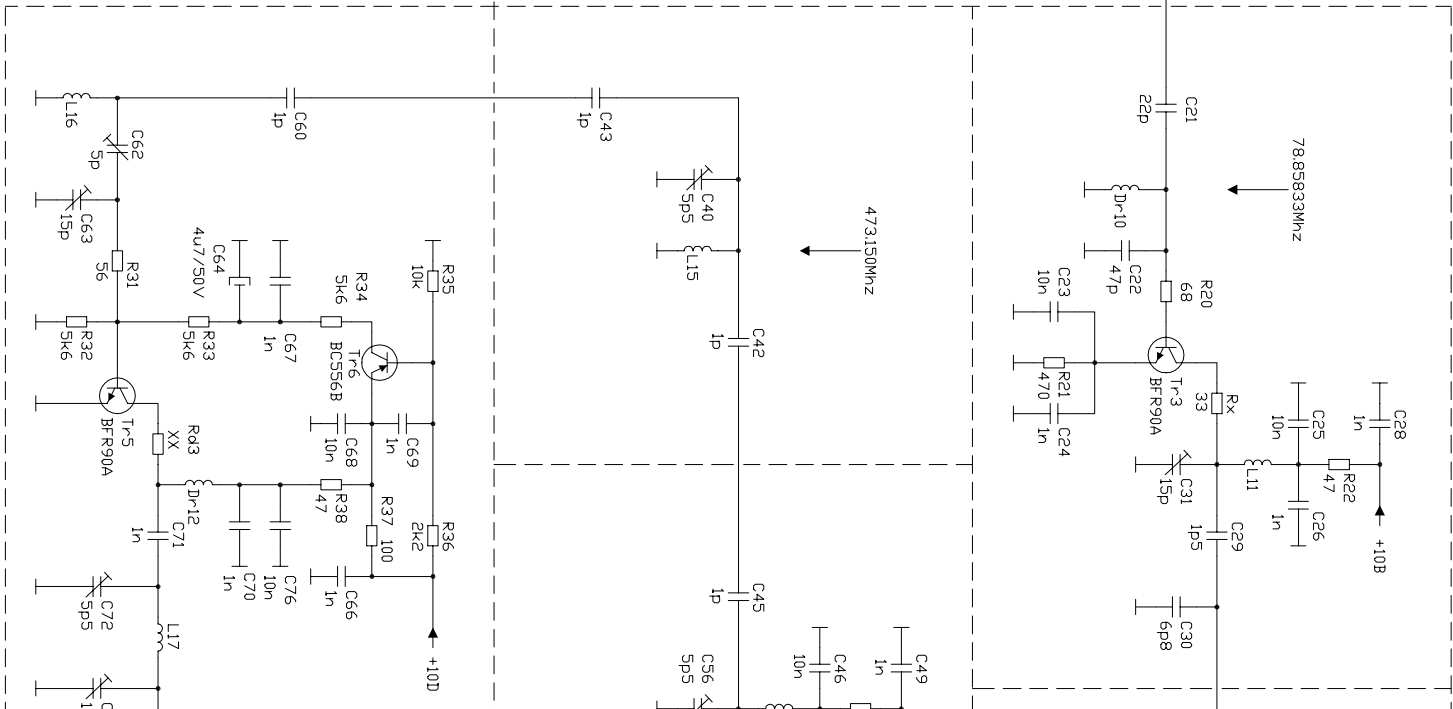 C21
22p
78.85833Mhz
Dr10
C22
47p
R20
68
C23
10n
R21
470
C24
1n
Tr3
BFR90A
Rx
33
C25
10n
C28
1n
R22
47
L11
C31
15p
C26
1n
C29
1p5
+10B
C30
6p8
C43
1p
C40
5p5
L15
473.150Mhz
C42
1p
C45
1p
C56
5p5
C46
10n
C49
1n
L16
C60
1p
C62
5p
C63
15p
R31
56
C64
4u7/50V
R32
5k6
R33
5k6
C67
1n
R34
5k6
R35
10k
Tr6
BC556B
Tr5
BFR90A
Rd3
XX
C68
10n
C69
1n
Dr12
R38
47
R37
100
R36
2k2
C71
1n
C70
1n
C76
10n
C66
1n
C72
5p5
L17
+10D